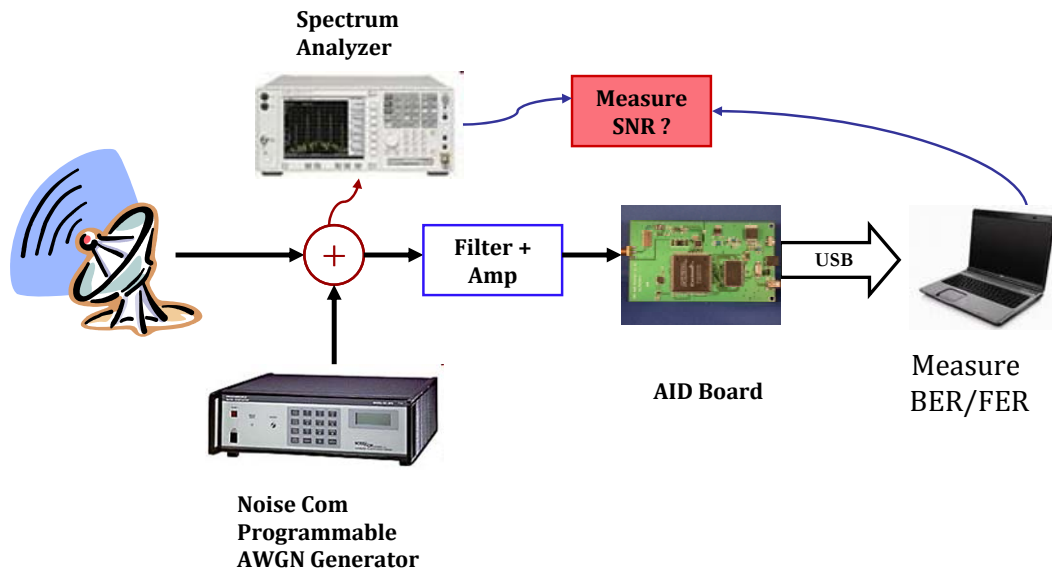 Spectrum
Analyzer
Measure
SNR ?
Filter +
Amp
USB
AID Board
Measure
BER/FER
Noise Com
Programmable
AWGN Generator